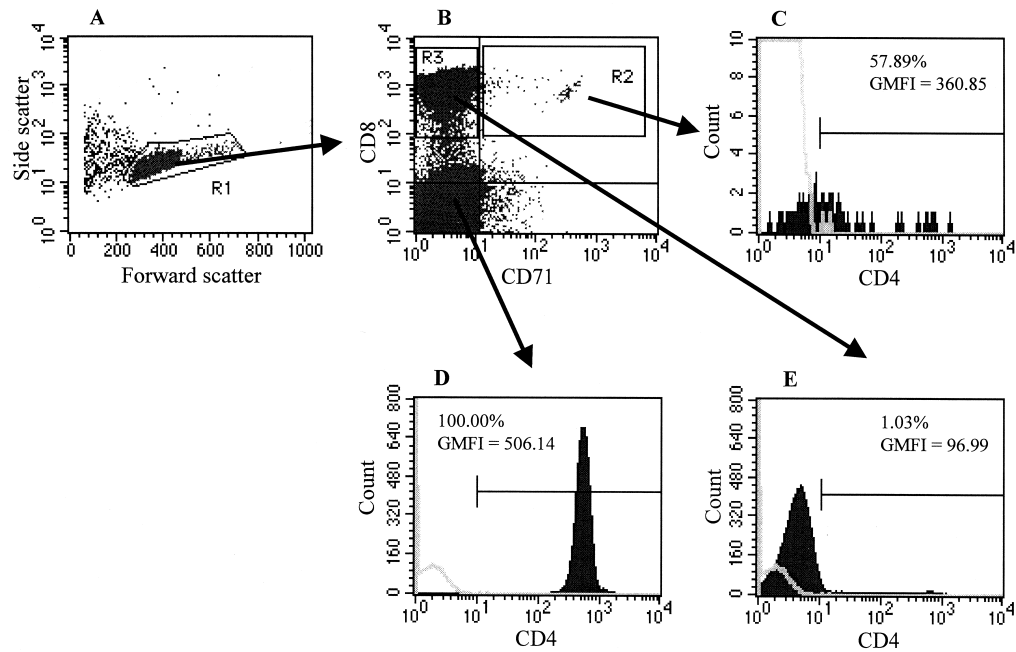 A
Side scatter
10^4
10^3
10^2
10^1
10^0
R1
0 200 400 600 800 1000
Forward scatter
B
CD8
10^4
10^3
10^2
10^1
10^0
R3
R2
10^0 10^1 10^2 10^3 10^4
CD71
C
Count
10
8
6
4
2
0
57.89%
GMFI = 360.85
10^0 10^1 10^2 10^3 10^4
CD4
D
Count
800
640
480
320
160
0
100.00%
GMFI = 506.14
10^0 10^1 10^2 10^3 10^4
CD4
E
Count
800
640
480
320
160
0
1.03%
GMFI = 96.99
10^0 10^1 10^2 10^3 10^4
CD4